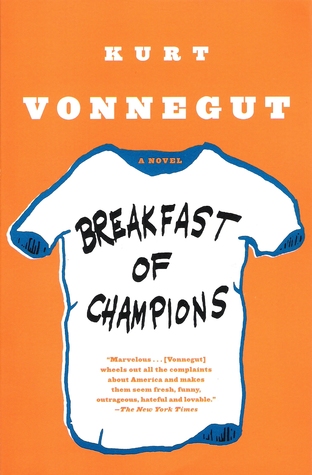 KURT
VONNEGUT
A NOVEL
BREAKFAST
OF
CHAMPIONS
“Marvelous . . . [Vonnegut]
wheels out all the complaints
about America and makes
them seem fresh, funny,
outrageous, hateful and lovable.”
—The New York Times